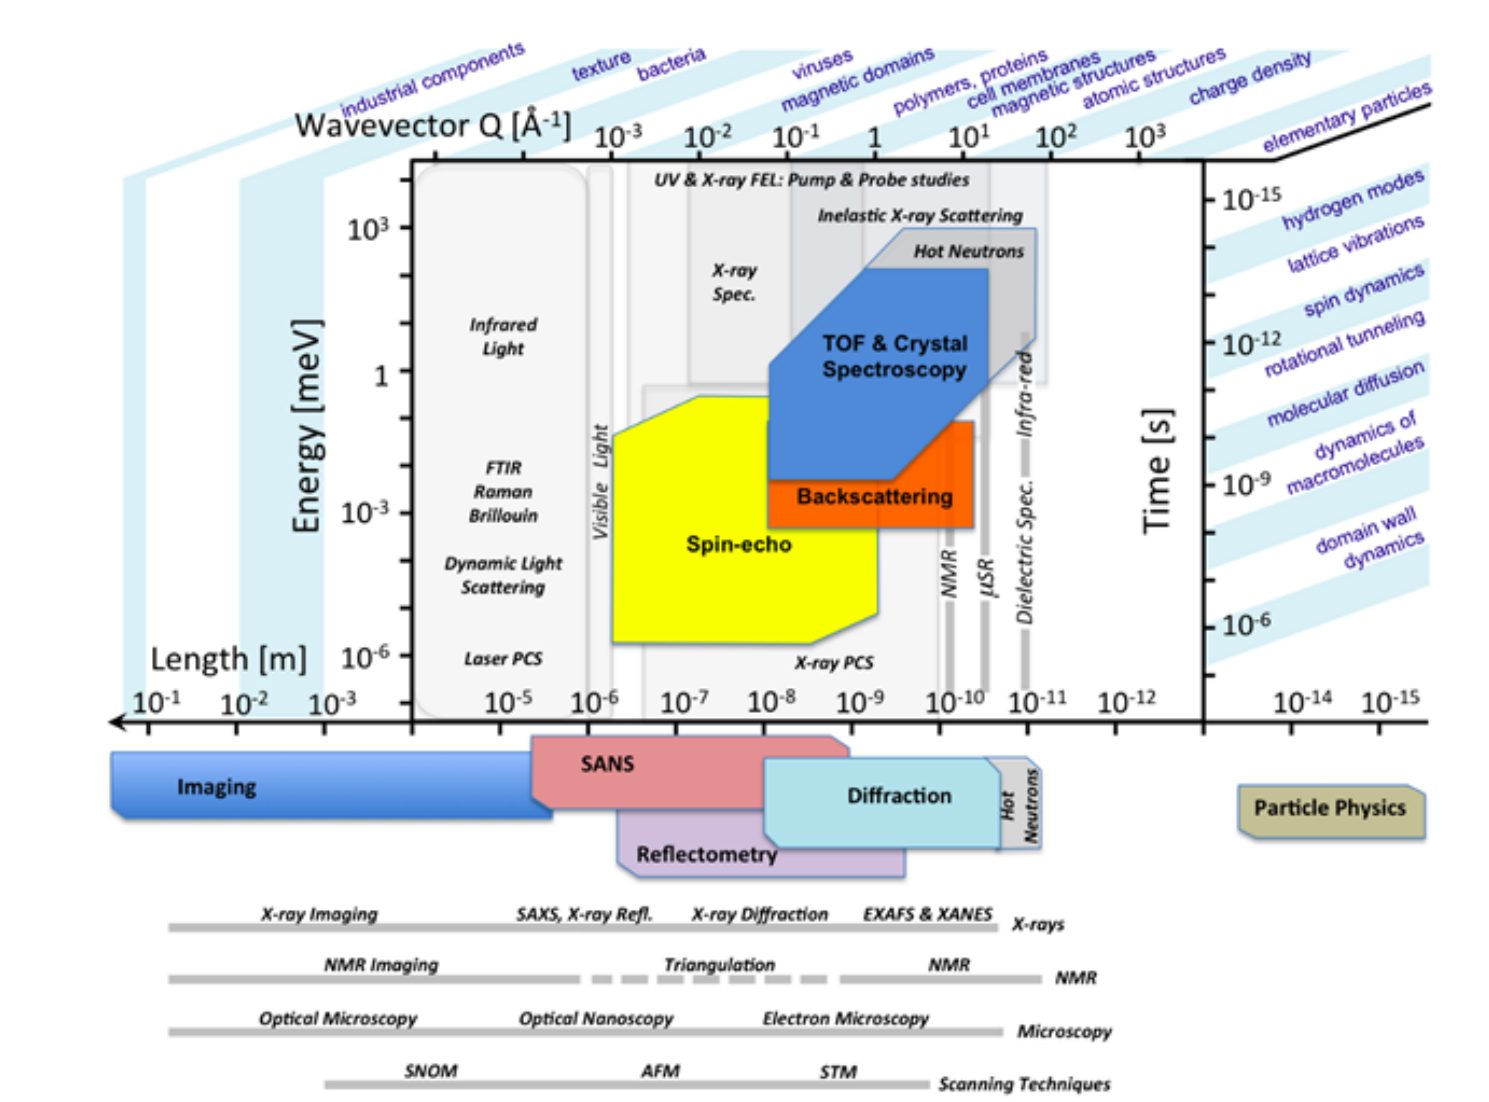 industrial components
texture
bacteria
viruses
magnetic domains
polymers, proteins
cell membranes
magnetic structures
atomic structures
charge density
elementary particles
Wavevector Q [Å-1]
10-3
10-2
10-1
1
101
102
103
UV & X-ray FEL: Pump & Probe studies
Inelastic X-ray Scattering
Hot Neutrons
X-ray
Spec.
Infrared
Light
TOF & Crystal
Spectroscopy
FTIR
Raman
Brillouin
Dynamic Light
Scattering
Laser PCS
Visible Light
Spin-echo
Backscattering
X-ray PCS
NMR
µSR
Dielectric Spec.
Infra-red
Energy [meV]
103
1
10-3
10-6
Time [s]
10-15
10-12
10-9
10-6
hydrogen modes
lattice vibrations
spin dynamics
rotational tunneling
molecular diffusion
dynamics of
macromolecules
domain wall
dynamics
Length [m]
10-1
10-2
10-3
10-5
10-6
10-7
10-8
10-9
10-10
10-11
10-12
10-14
10-15
Imaging
SANS
Reflectometry
Diffraction
Hot
Neutrons
Particle Physics
X-ray Imaging
SAXS, X-ray Refl.
X-ray Diffraction
EXAFS & XANES
X-rays
NMR Imaging
Triangulation
NMR
NMR
Optical Microscopy
Optical Nanoscopy
Electron Microscopy
Microscopy
SNOM
AFM
STM
Scanning Techniques